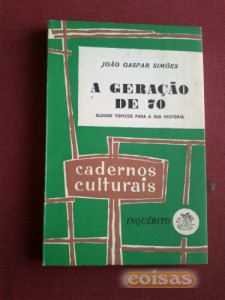 JOÃO GASPAR SIMÕES
A GERAÇÃO
DE 70
ALGUNS TÓPICOS PARA A SUA HISTÓRIA
cadernos
culturais
INQUÉRITO
coisas